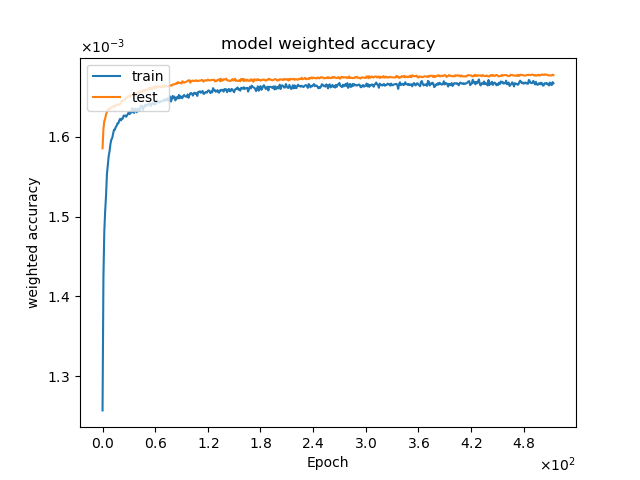 model weighted accuracy
×10⁻³
train
test
1.6
1.5
1.4
1.3
weighted accuracy
0.0 0.6 1.2 1.8 2.4 3.0 3.6 4.2 4.8
Epoch
×10²